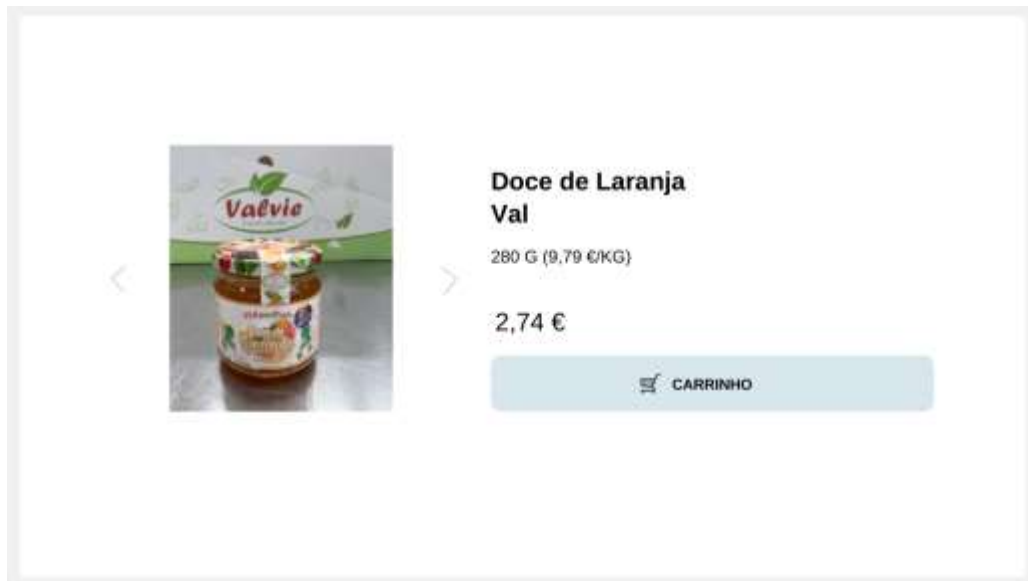 Valvie
Doce de Laranja
Val
280 G (9,79 €/KG)
2,74 €
CARRINHO